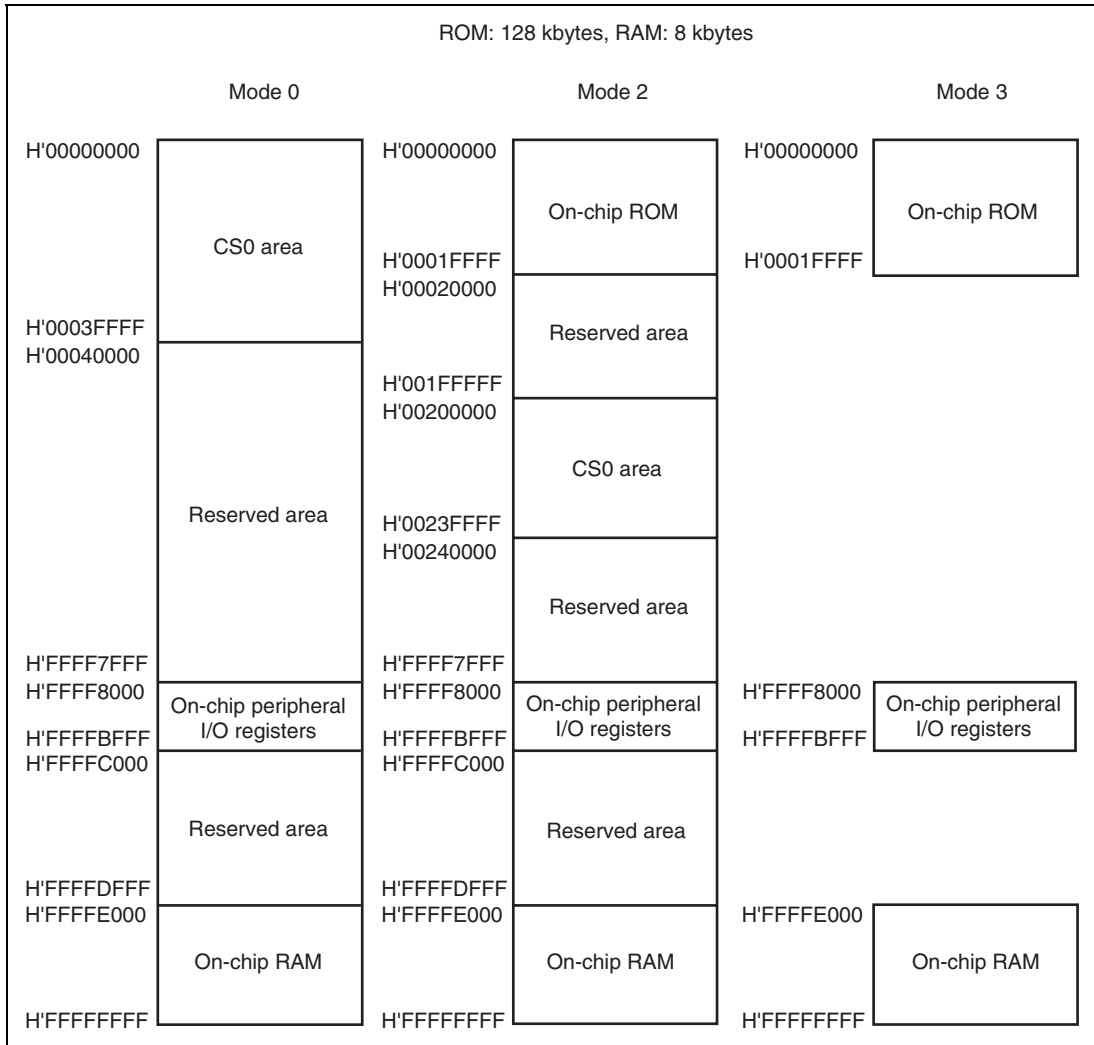 ROM: 128 kbytes, RAM: 8 kbytes
Mode 0
H'00000000
CS0 area
H'0003FFFF
H'00040000
Reserved area
H'FFFF7FFF
H'FFFF8000
On-chip peripheral
I/O registers
H'FFFFBFFF
H'FFFFC000
Reserved area
H'FFFFDFFF
H'FFFFE000
On-chip RAM
H'FFFFFFFF
Mode 2
H'00000000
On-chip ROM
H'0001FFFF
H'00020000
Reserved area
H'001FFFFF
H'00200000
CS0 area
H'0023FFFF
H'00240000
Reserved area
H'FFFF7FFF
H'FFFF8000
On-chip peripheral
I/O registers
H'FFFFBFFF
H'FFFFC000
Reserved area
H'FFFFDFFF
H'FFFFE000
On-chip RAM
H'FFFFFFFF
Mode 3
H'00000000
On-chip ROM
H'0001FFFF
H'FFFF8000
On-chip peripheral
I/O registers
H'FFFFBFFF
H'FFFFE000
On-chip RAM
H'FFFFFFFF